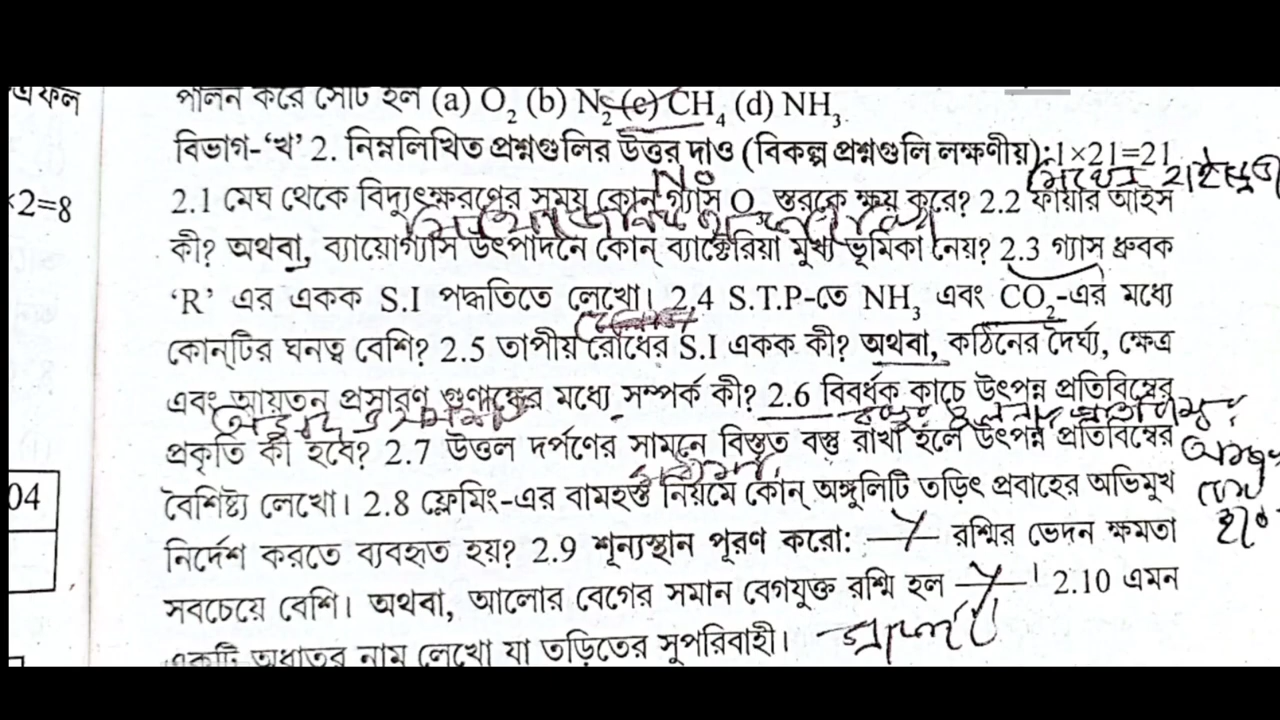 এফল
পালন করে সেটি হল (a) O₂ (b) N₂ (c) CH₄ (d) NH₃.
বিভাগ-‘খ’ 2. নিম্নলিখিত প্রশ্নগুলির উত্তর দাও (বিকল্প প্রশ্নগুলি লক্ষণীয়): 1×21=21
NO
×2=8
2.1 মেঘ থেকে বিদ্যুৎক্ষরণের সময় কোন্ গ্যাস O₃ স্তরকে ক্ষয় করে? 2.2 ফায়ার আইস
কী? অথবা, ব্যায়োগ্যাস উৎপাদনে কোন্ ব্যাক্টেরিয়া মুখ্য ভূমিকা নেয়? 2.3 গ্যাস ধ্রুবক
‘R’ এর একক S.I পদ্ধতিতে লেখো। 2.4 S.T.P-তে NH₃ এবং CO₂-এর মধ্যে
কোন্‌টির ঘনত্ব বেশি? 2.5 তাপীয় রোধের S.I একক কী? অথবা, কঠিনের দৈর্ঘ্য, ক্ষেত্র
এবং আয়তন প্রসারণ গুণাঙ্কের মধ্যে সম্পর্ক কী? 2.6 বিবর্ধক কাচে উৎপন্ন প্রতিবিম্বের
প্রকৃতি কী হবে? 2.7 উত্তল দর্পণের সামনে বিস্তৃত বস্তু রাখা হলে উৎপন্ন প্রতিবিম্বের
04
বৈশিষ্ট্য লেখো। 2.8 ফ্লেমিং-এর বামহস্ত নিয়মে কোন্ অঙ্গুলিটি তড়িৎ প্রবাহের অভিমুখ
নির্দেশ করতে ব্যবহৃত হয়? 2.9 শূন্যস্থান পূরণ করো: —γ— রশ্মির ভেদন ক্ষমতা
সবচেয়ে বেশি। অথবা, আলোর বেগের সমান বেগযুক্ত রশ্মি হল —γ—। 2.10 এমন
একটি অধাতুর নাম লেখো যা তড়িতের সুপরিবাহী।